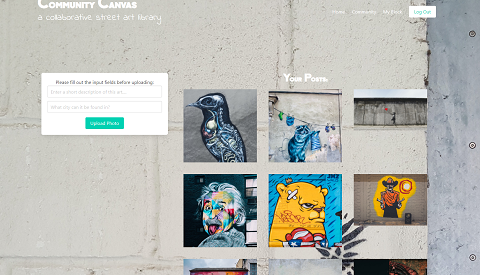 Community Canvas
a collaborative street art library
Home
Community
My Book
Log Out
Please fill out the input fields before uploading:
Enter a short description of the art...
What city can it be found in?
Upload Photo
Your Posts: